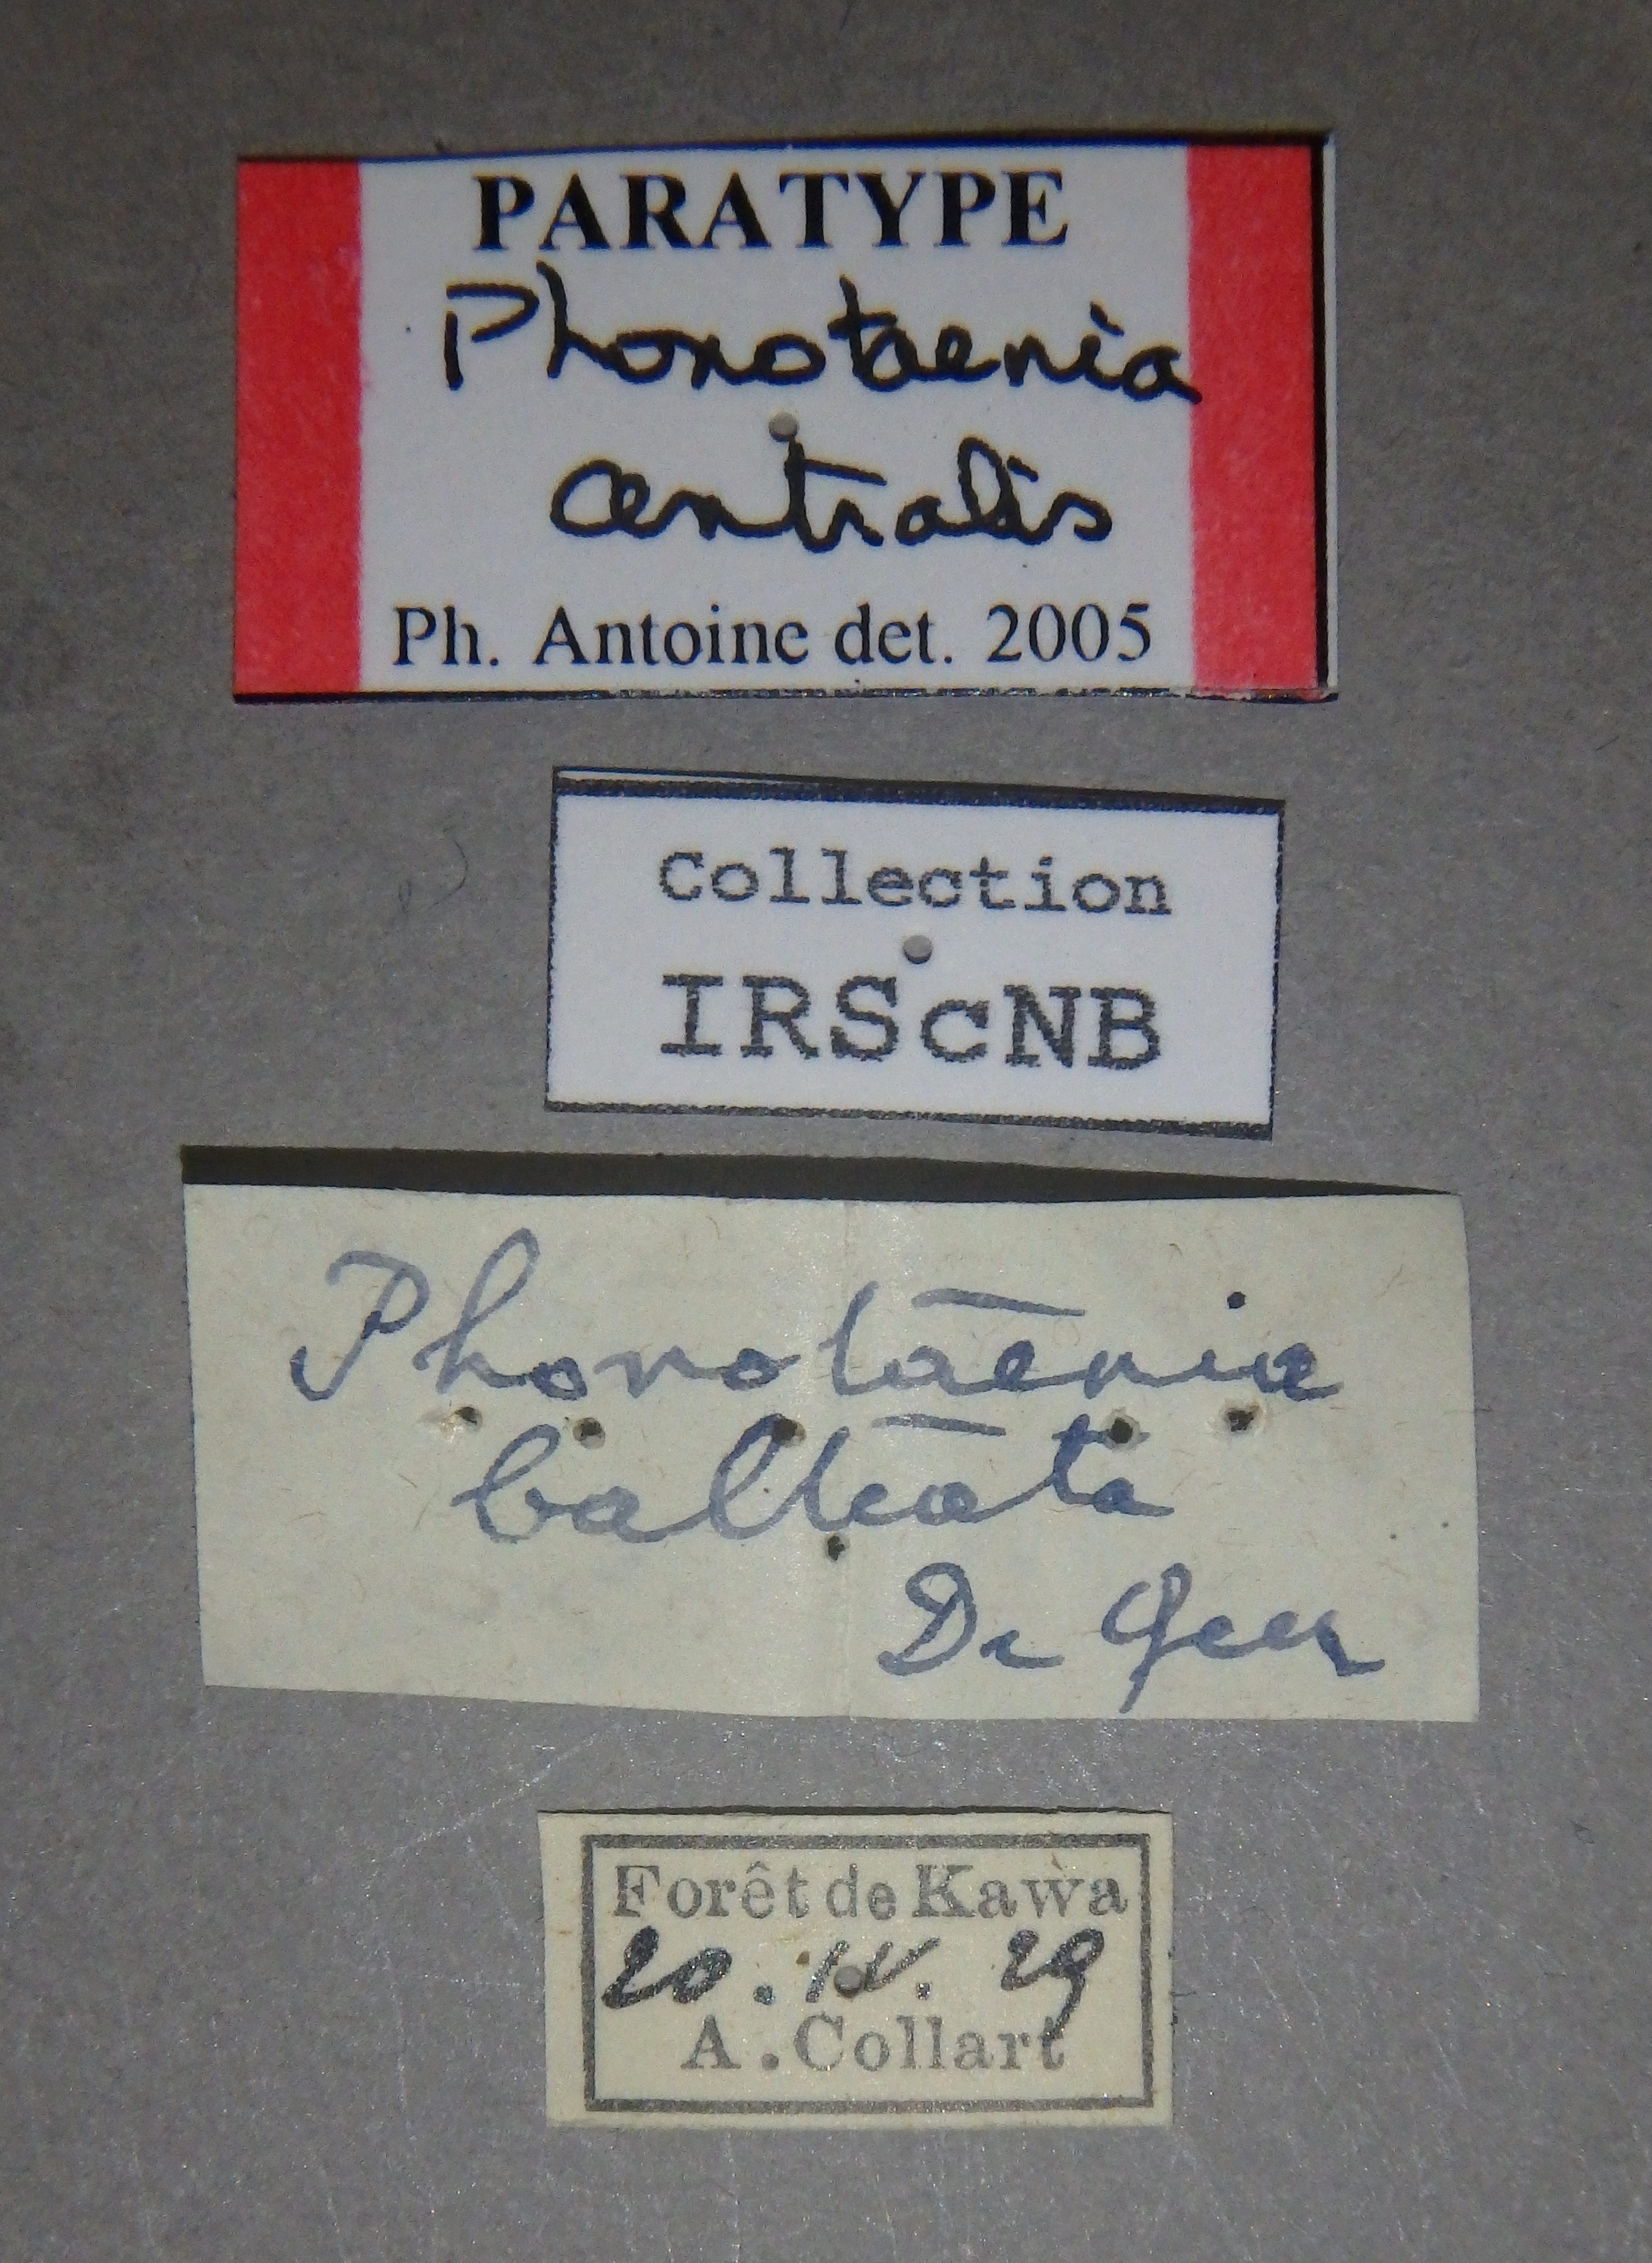 PARATYPE
Phonotaenia
centralis
Ph. Antoine det. 2005
Collection
IRScNB
Phonotaenia
balteata
De Geer
Forêt de Kawa
20. IV. 29
A. Collart